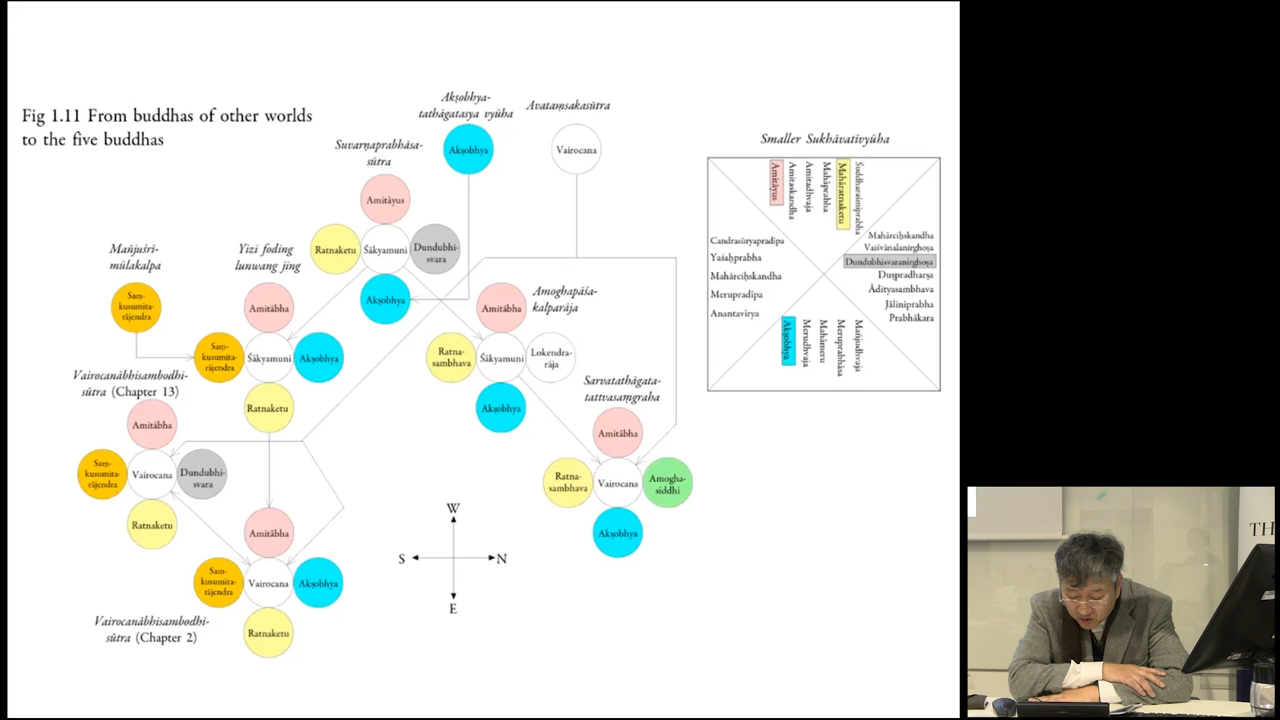 Fig 1.11 From buddhas of other worlds
to the five buddhas
Akṣobhya-
tathāgatasya vyūha
Akṣobhya
Avataṃsakasūtra
Vairocana
Suvarṇaprabhāsa-
sūtra
Amitāyus
Ratnaketu
Śākyamuni
Dundubhi-
svara
Akṣobhya
Mañjuśrī-
mūlakalpa
Saṃ-
kusumita-
rājendra
Yizi foding
lunwang jing
Amitābha
Saṃ-
kusumita-
rājendra
Śākyamuni
Akṣobhya
Ratnaketu
Amoghapāśa-
kalparāja
Amitābha
Ratna-
sambhava
Śākyamuni
Lokendra-
rāja
Akṣobhya
Vairocanābhisambodhi-
sūtra (Chapter 13)
Amitābha
Saṃ-
kusumita-
rājendra
Vairocana
Dundubhi-
svara
Ratnaketu
Sarvatathāgata-
tattvasaṃgraha
Amitābha
Ratna-
sambhava
Vairocana
Amogha-
siddhi
Akṣobhya
Amitābha
Saṃ-
kusumita-
rājendra
Vairocana
Akṣobhya
Ratnaketu
Vairocanābhisambodhi-
sūtra (Chapter 2)
W
S
N
E
Smaller Sukhāvatīvyūha
Amitāyus
Amitaskandha
Amitadhvaja
Mahāprabha
Mahāratnaketu
Śuddharaśmiprabha
Candrasūryapradīpa
Yaśaḥprabha
Mahārciḥskandha
Merupradīpa
Anantavīrya
Mahārciḥskandha
Vaiśvānalanirghoṣa
Dundubhisvaranirghoṣa
Duṣpradharṣa
Ādityasambhava
Jāliniprabha
Prabhākara
Akṣobhya
Merudhvaja
Mahāmeru
Meruprabhāsa
Mañjudhvaja
TH